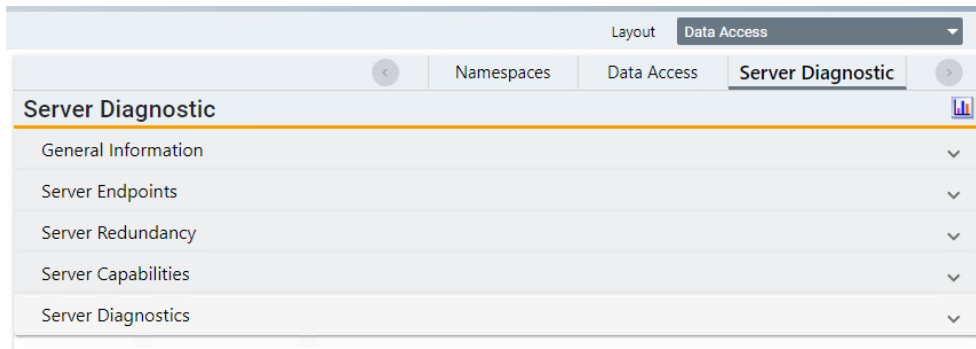 Layout Data Access
Namespaces Data Access Server Diagnostic
Server Diagnostic
General Information
Server Endpoints
Server Redundancy
Server Capabilities
Server Diagnostics